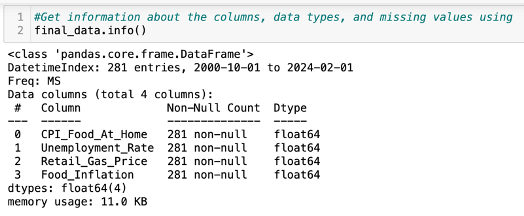 1 #Get information about the columns, data types, and missing values using
2 final_data.info()
<class 'pandas.core.frame.DataFrame'>
DatetimeIndex: 281 entries, 2000-10-01 to 2024-02-01
Freq: MS
Data columns (total 4 columns):
 #   Column             Non-Null Count  Dtype
---  ------             --------------  -----
 0   CPI_Food_At_Home   281 non-null    float64
 1   Unemployment_Rate  281 non-null    float64
 2   Retail_Gas_Price   281 non-null    float64
 3   Food_Inflation     281 non-null    float64
dtypes: float64(4)
memory usage: 11.0 KB